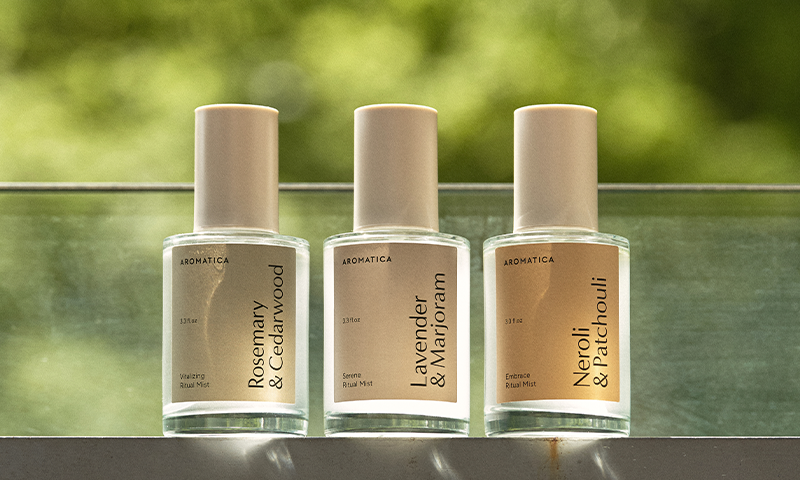 AROMATICA
3.3 fl oz
Vitalizing
Ritual Mist
Rosemary
& Cedarwood
AROMATICA
3.3 fl oz
Serene
Ritual Mist
Lavender
& Marjoram
AROMATICA
3.3 fl oz
Embrace
Ritual Mist
Neroli
& Patchouli